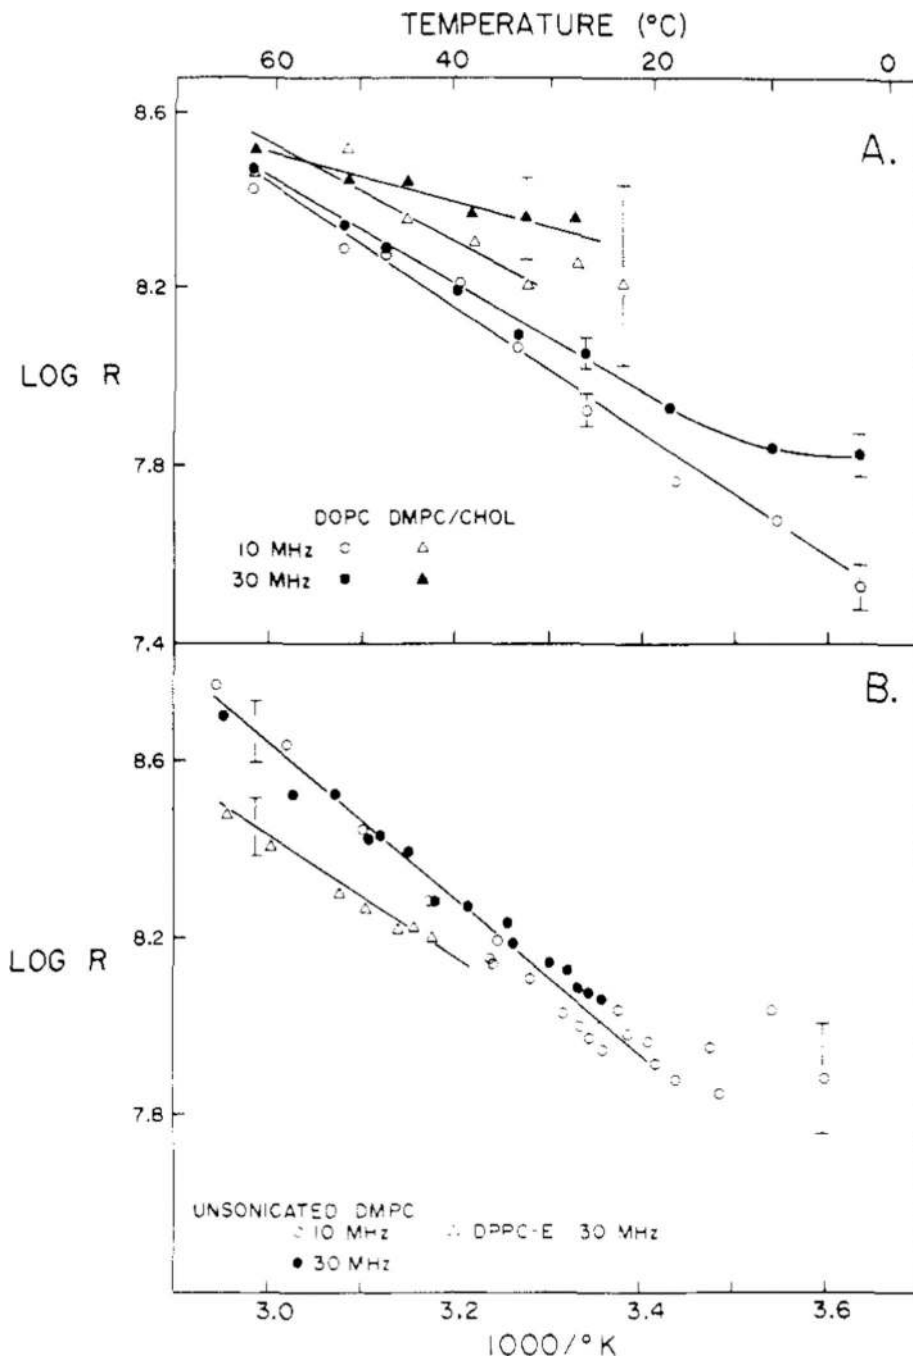 TEMPERATURE (°C)
60 40 20 0
8.6
A.
8.2
LOG R
7.8
DOPC DMPC/CHOL
10 MHz
30 MHz
7.4
B.
8.6
8.2
LOG R
7.8
UNSONICATED DMPC
10 MHz DPPC-E 30 MHz
30 MHz
3.0 3.2 3.4 3.6
1000/°K